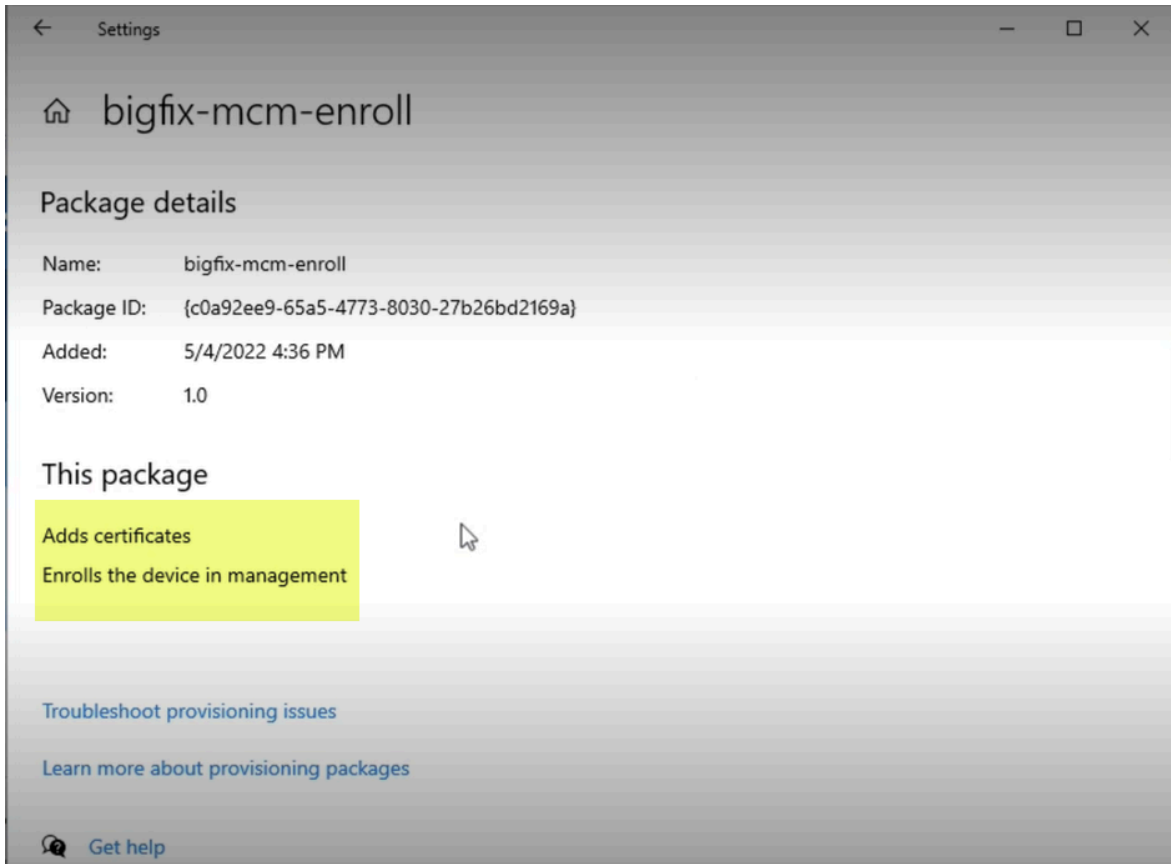 Settings
bigfix-mcm-enroll
Package details
Name: bigfix-mcm-enroll
Package ID: {c0a92ee9-65a5-4773-8030-27b26bd2169a}
Added: 5/4/2022 4:36 PM
Version: 1.0
This package
Adds certificates
Enrolls the device in management
Troubleshoot provisioning issues
Learn more about provisioning packages
Get help